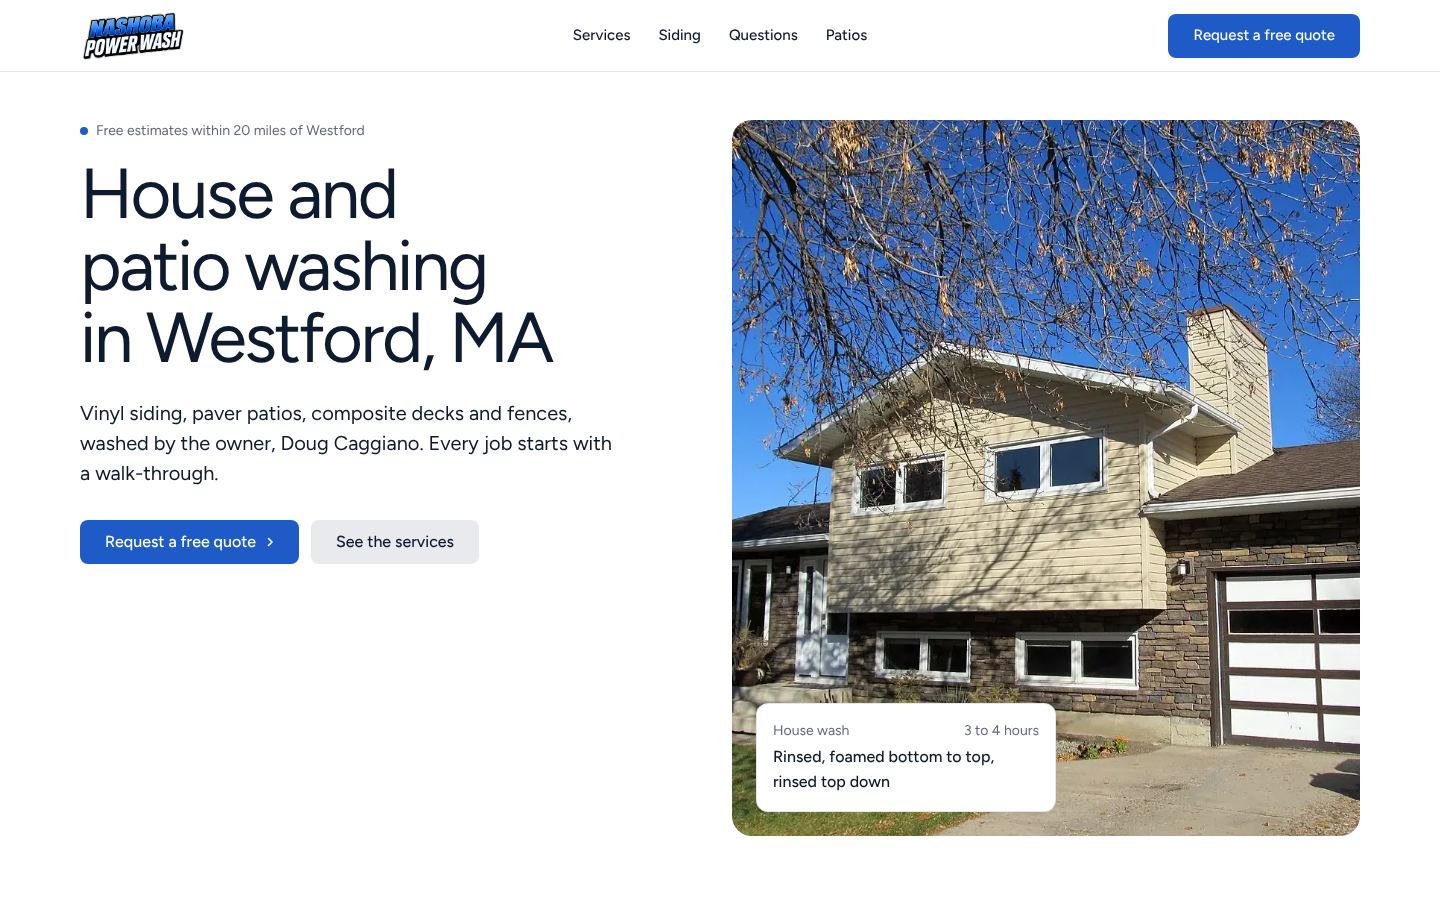 NASHOBA
POWER WASH
Services
Siding
Questions
Patios
Request a free quote
Free estimates within 20 miles of Westford
House and
patio washing
in Westford, MA
Vinyl siding, paver patios, composite decks and fences,
washed by the owner, Doug Caggiano. Every job starts with
a walk-through.
Request a free quote
See the services
House wash
3 to 4 hours
Rinsed, foamed bottom to top,
rinsed top down